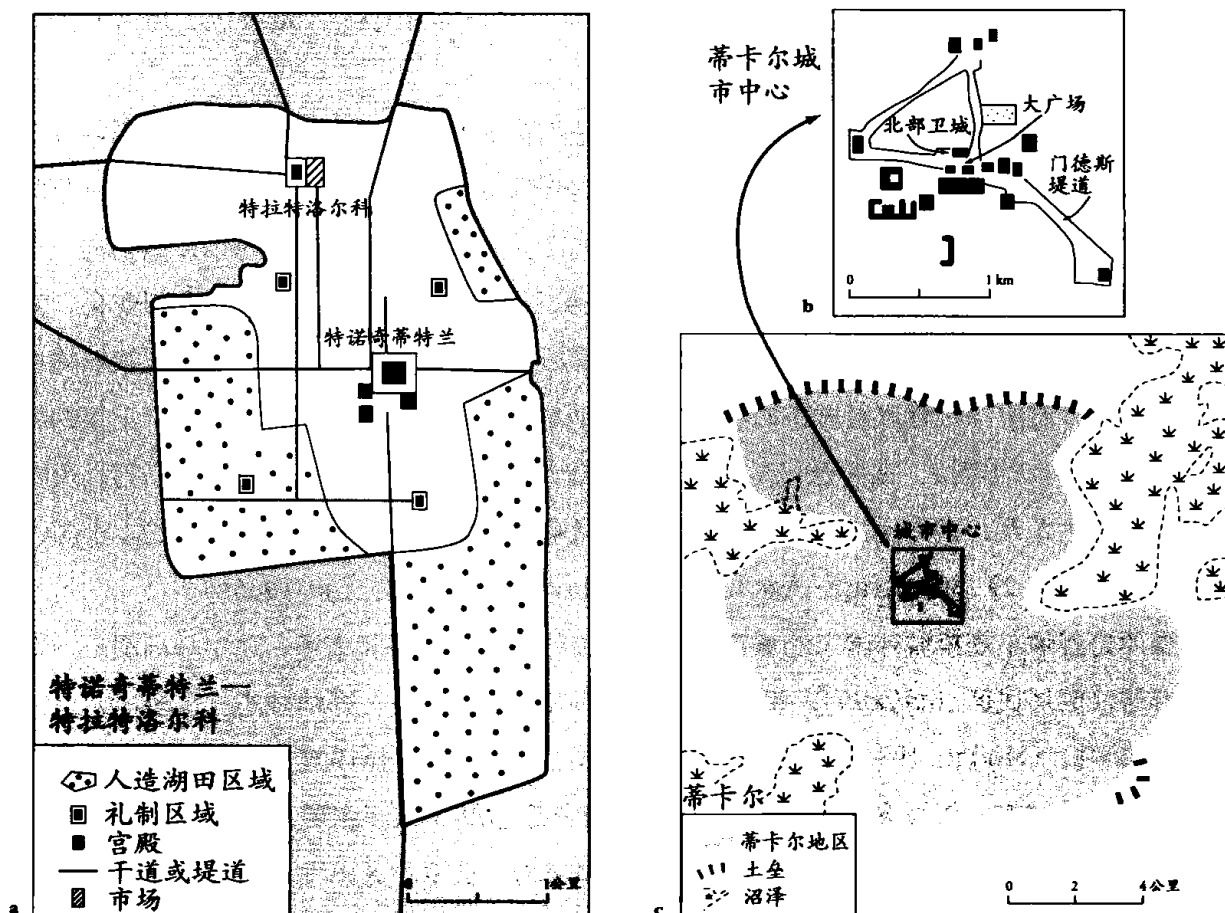 特拉特洛尔科
特诺奇蒂特兰
特诺奇蒂特兰—
特拉特洛尔科
人造湖田区域
礼制区域
宫殿
干道或堤道
市场
0
1公里
a
蒂卡尔城
市中心
大广场
北部卫城
门德斯
堤道
0
1 km
b
城市中心
蒂卡尔
蒂卡尔地区
土垒
沼泽
0 2 4公里
c